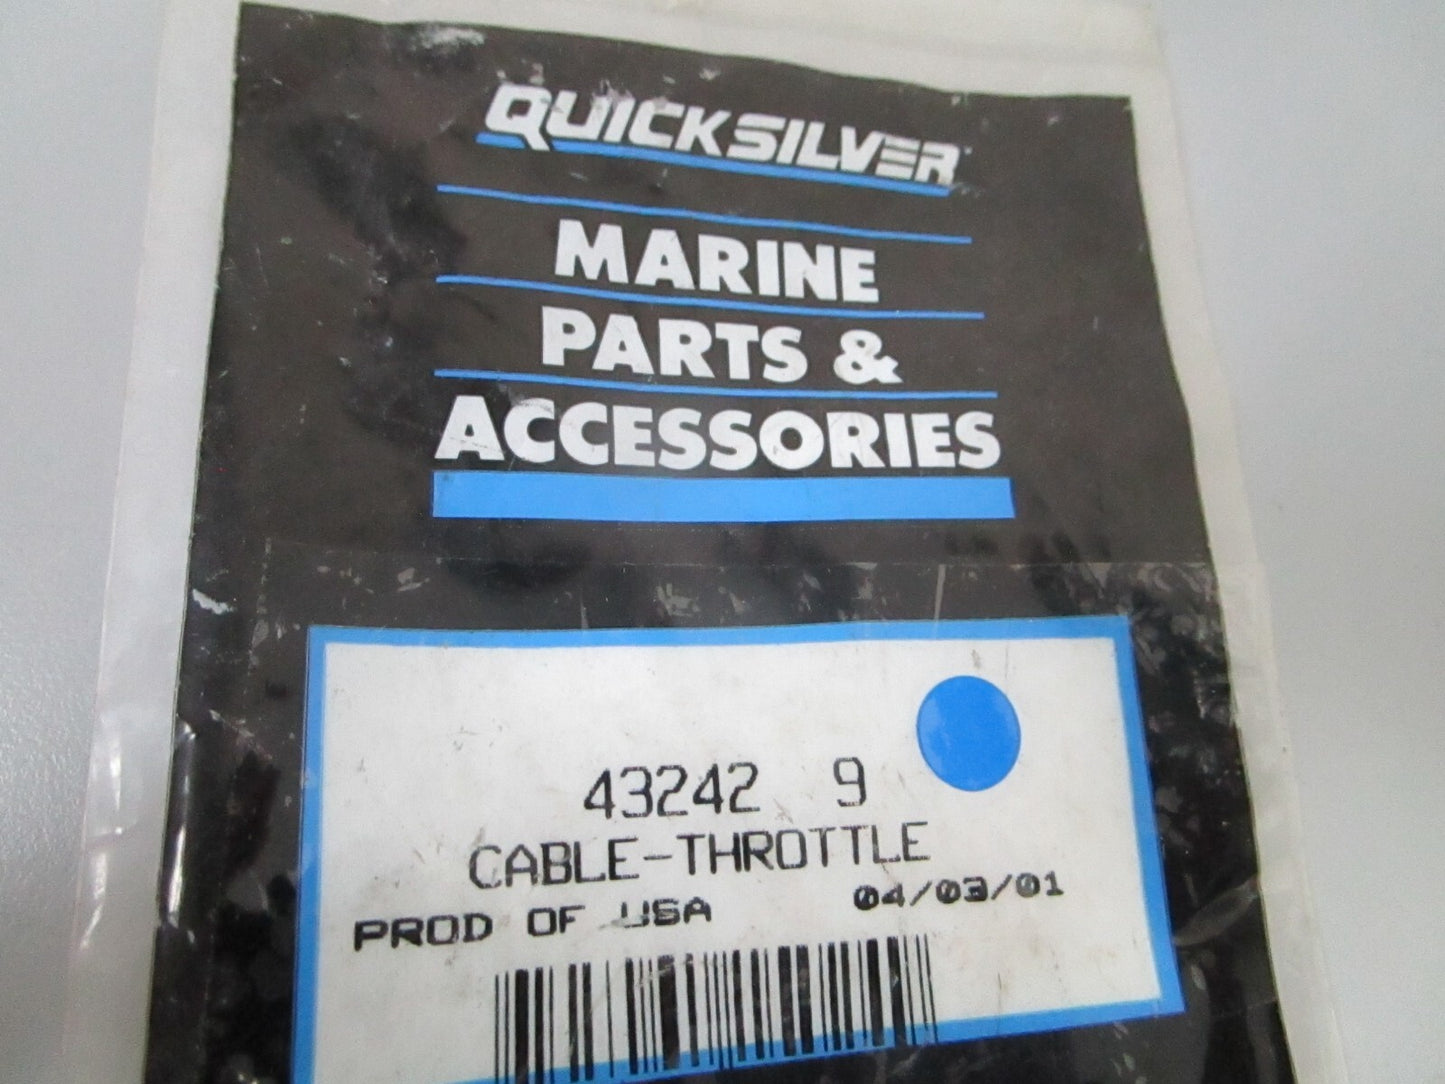 QUICKSILVER
MARINE
PARTS &
ACCESSORIES
43242 9
CABLE-THROTTLE
PROD OF USA 04/03/01